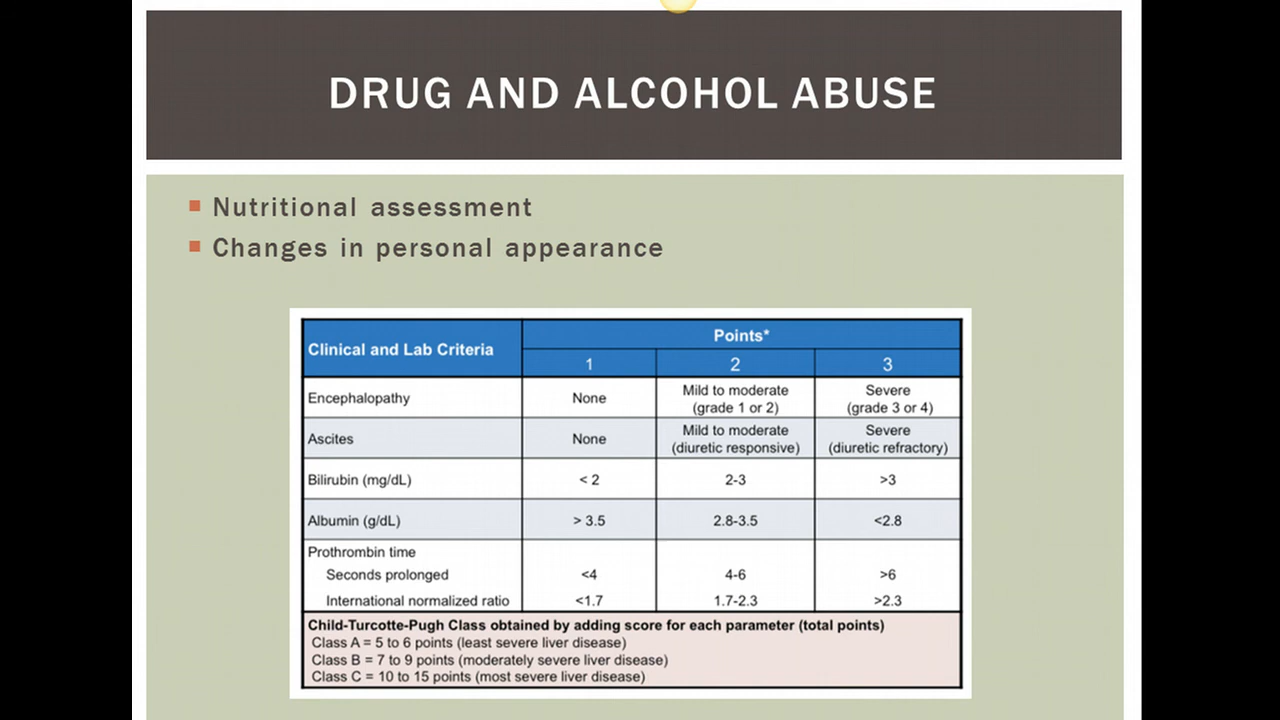 DRUG AND ALCOHOL ABUSE
Nutritional assessment
Changes in personal appearance
Clinical and Lab Criteria
Points*
1 2 3
Encephalopathy None Mild to moderate (grade 1 or 2) Severe (grade 3 or 4)
Ascites None Mild to moderate (diuretic responsive) Severe (diuretic refractory)
Bilirubin (mg/dL) < 2 2-3 >3
Albumin (g/dL) > 3.5 2.8-3.5 <2.8
Prothrombin time
Seconds prolonged <4 4-6 >6
International normalized ratio <1.7 1.7-2.3 >2.3
Child-Turcotte-Pugh Class obtained by adding score for each parameter (total points)
Class A = 5 to 6 points (least severe liver disease)
Class B = 7 to 9 points (moderately severe liver disease)
Class C = 10 to 15 points (most severe liver disease)